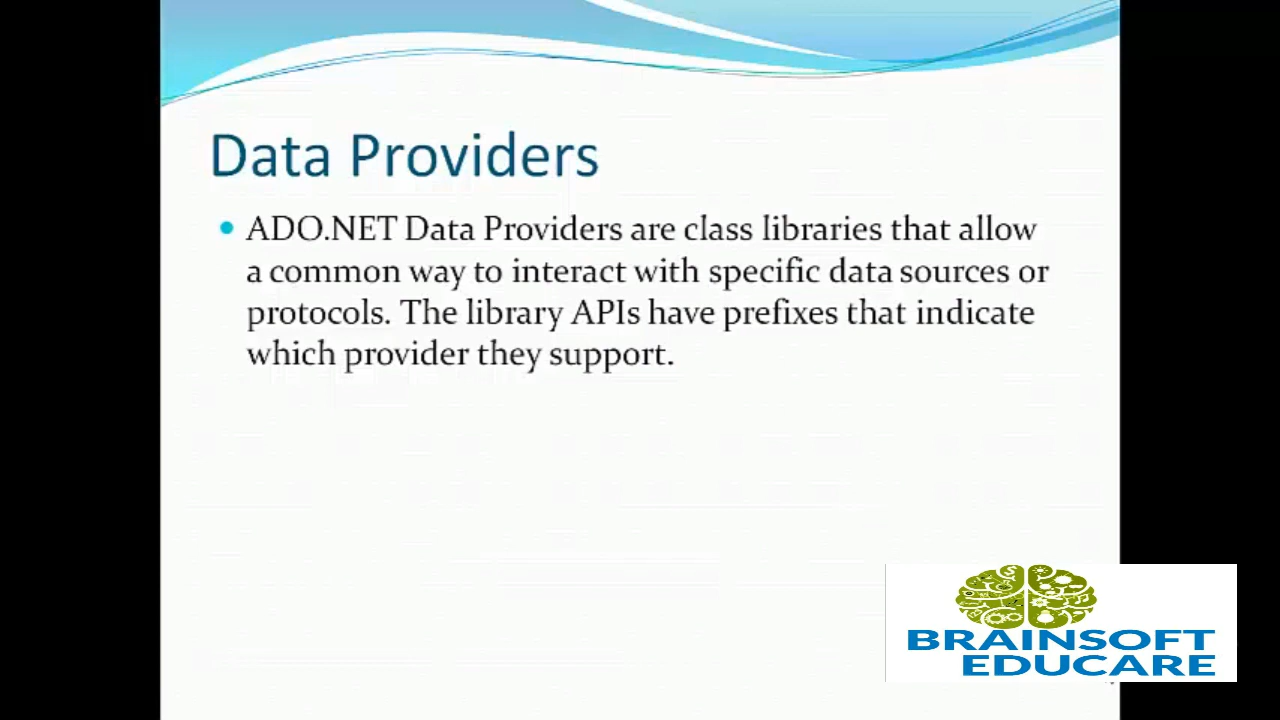 Data Providers
• ADO.NET Data Providers are class libraries that allow
a common way to interact with specific data sources or
protocols. The library APIs have prefixes that indicate
which provider they support.
BRAINSOFT
EDUCARE